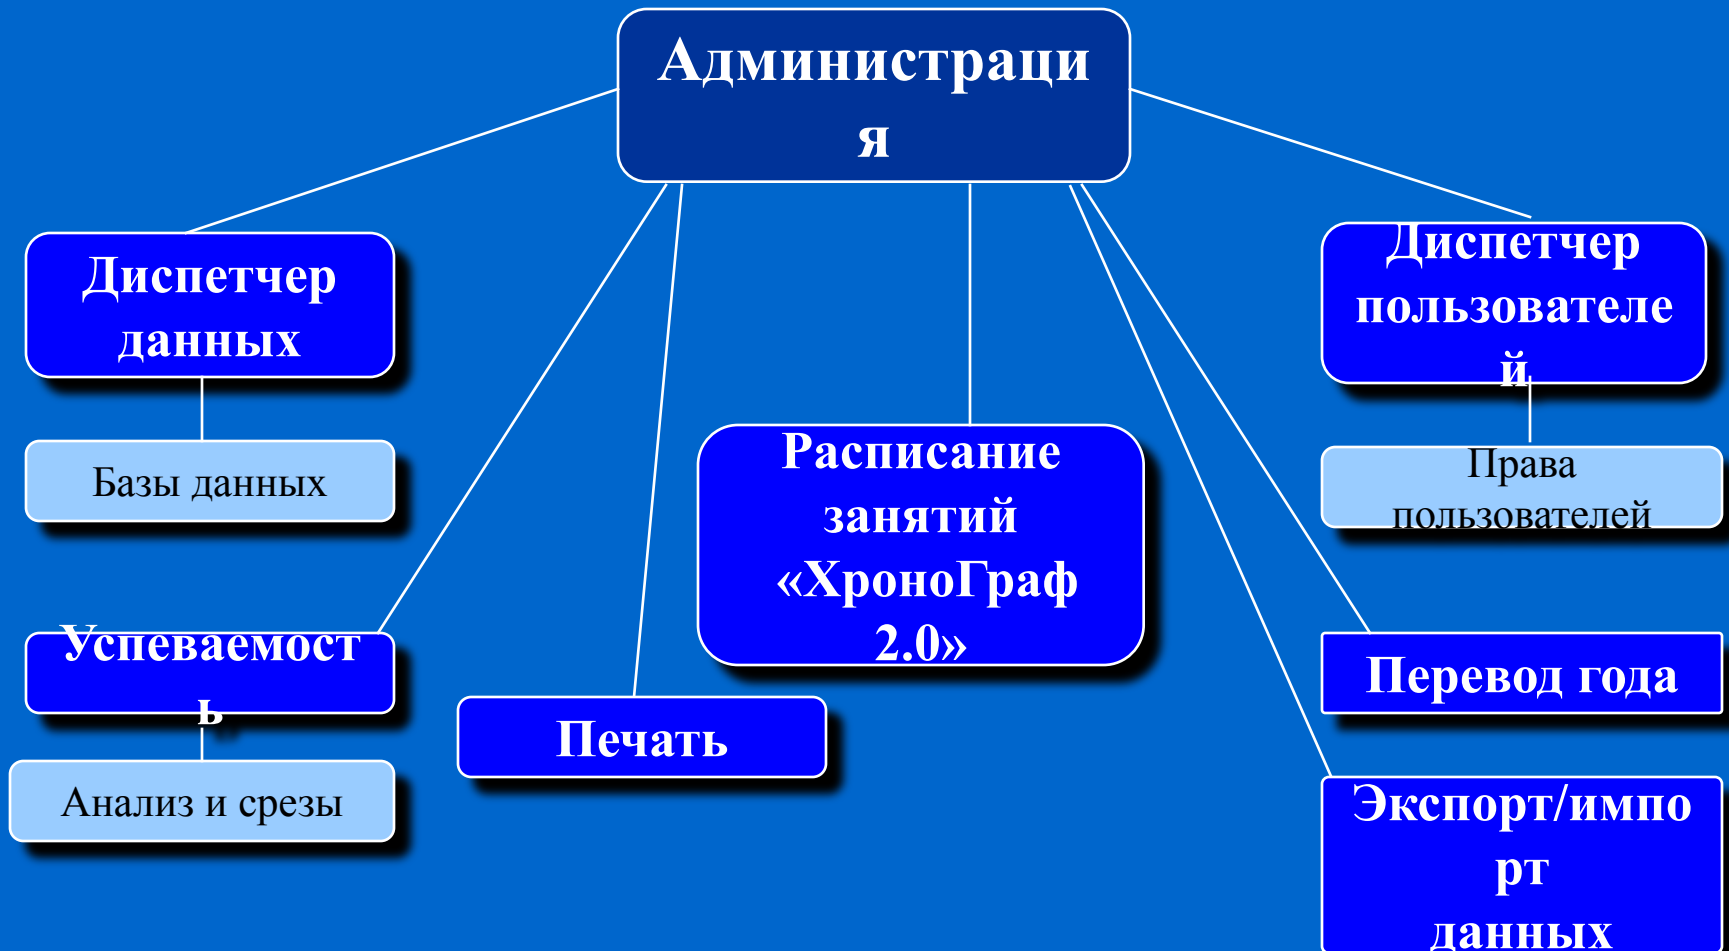 Администраци
я
Диспетчер
данных
Базы данных
Диспетчер
пользователе
й
Права
пользователей
Расписание
занятий
«ХроноГраф
2.0»
Успеваемост
ь
Анализ и срезы
Печать
Перевод года
Экспорт/импо
рт
данных